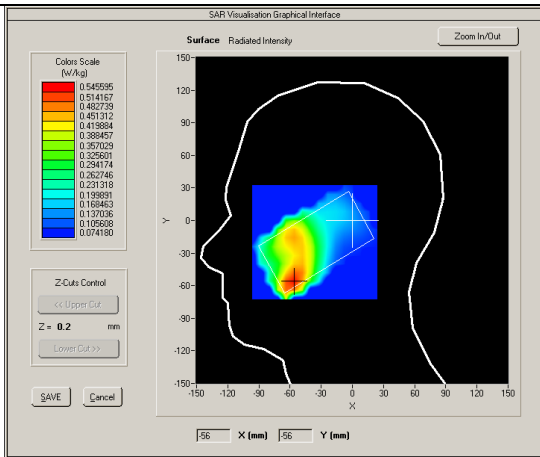 SAR Visualisation Graphical Interface
Surface Radiated Intensity
Zoom In/Out
Colors Scale
(W/kg)
0.545595
0.514167
0.482739
0.451312
0.419884
0.388457
0.357029
0.325601
0.294174
0.262746
0.231318
0.199891
0.168463
0.137036
0.105608
0.074180
Z-Cuts Control
<< Upper Cut
Z = 0.2 mm
Lower Cut >>
SAVE Cancel
150
120
90
60
30
0
-30
-60
-90
-120
-150
Y
-150 -120 -90 -60 -30 0 30 60 90 120 150
X
-56 X (mm) -56 Y (mm)